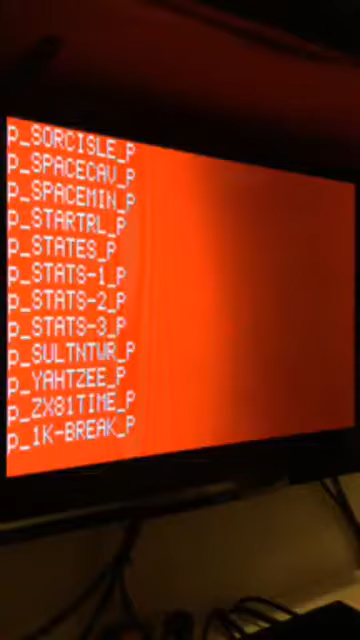 p_SORCISLE_P
p_SPACECAV_P
p_SPACEMIN_P
p_STARTRL_P
p_STATES_P
p_STATS-1_P
p_STATS-2_P
p_STATS-3_P
p_SULTNTWR_P
p_YAHTZEE_P
p_ZX81TIME_P
p_1K-BREAK_P